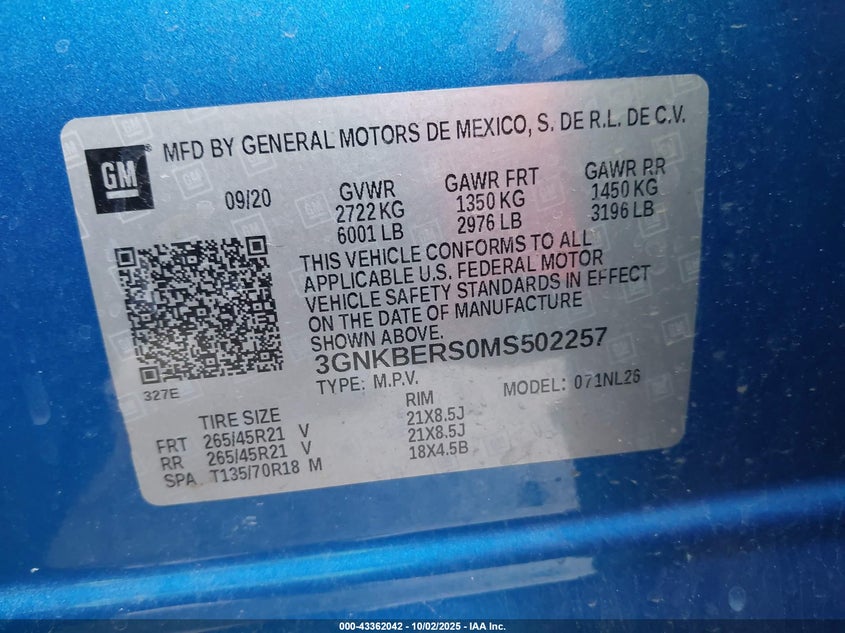 MFD BY GENERAL MOTORS DE MEXICO, S. DE R.L. DE C.V.
GM
®
09/20 GVWR GAWR FRT GAWR RR
2722 KG 1350 KG 1450 KG
6001 LB 2976 LB 3196 LB
THIS VEHICLE CONFORMS TO ALL
APPLICABLE U.S. FEDERAL MOTOR
VEHICLE SAFETY STANDARDS IN EFFECT
ON THE DATE OF MANUFACTURE
SHOWN ABOVE.
3GNKBERS0MS502257
327E
TYPE: M.P.V. MODEL: 071NL26
TIRE SIZE RIM
FRT 265/45R21 V 21X8.5J
RR 265/45R21 V 21X8.5J
SPA T135/70R18 M 18X4.5B
000-43362042 - 10/02/2025 - IAA Inc.